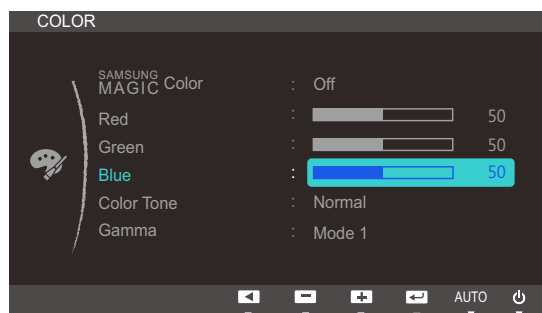 COLOR
SAMSUNG MAGIC Color : Off
Red : 50
Green : 50
Blue : 50
Color Tone : Normal
Gamma : Mode 1
AUTO